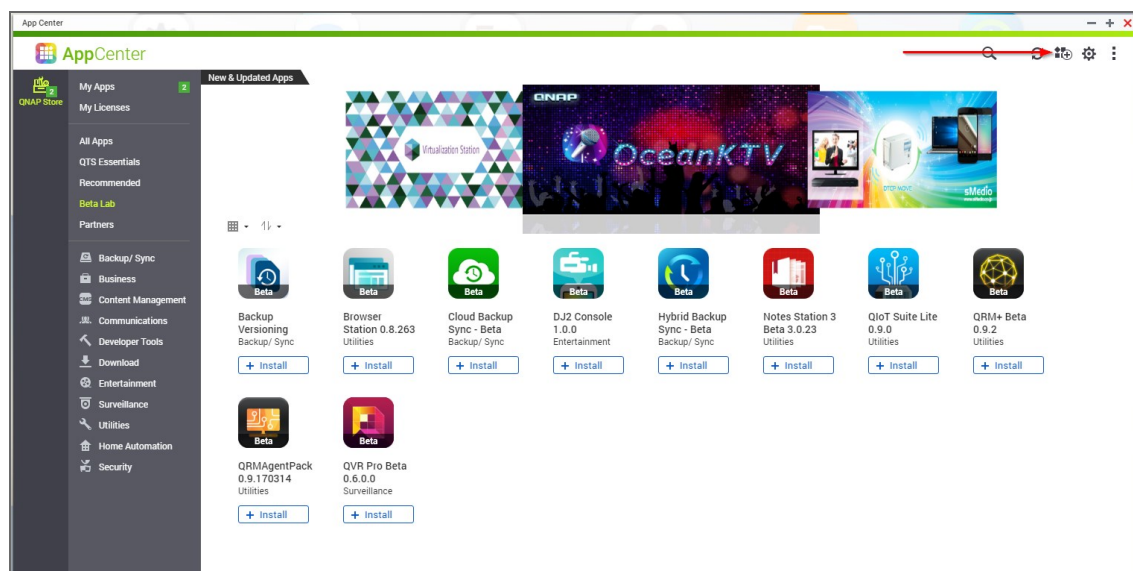 App Center
AppCenter
2
QNAP Store
My Apps 2
My Licenses
All Apps
QTS Essentials
Recommended
Beta Lab
Partners
Backup/ Sync
Business
Content Management
Communications
Developer Tools
Download
Entertainment
Surveillance
Utilities
Home Automation
Security
New & Updated Apps
Virtualization Station
QNAP
OceanKTV
DTCP MOVE
sMedio
Beta
Backup
Versioning
Backup/ Sync
+ Install
Beta
Browser
Station 0.8.263
Utilities
+ Install
Beta
Cloud Backup
Sync - Beta
Backup/ Sync
+ Install
Beta
DJ2 Console
1.0.0
Entertainment
+ Install
Beta
Hybrid Backup
Sync - Beta
Backup/ Sync
+ Install
Beta
Notes Station 3
Beta 3.0.23
Utilities
+ Install
Beta
QIoT Suite Lite
0.9.0
Utilities
+ Install
Beta
QRM+ Beta
0.9.2
Utilities
+ Install
Beta
QRMAgentPack
0.9.170314
Utilities
+ Install
Beta
QVR Pro Beta
0.6.0.0
Surveillance
+ Install